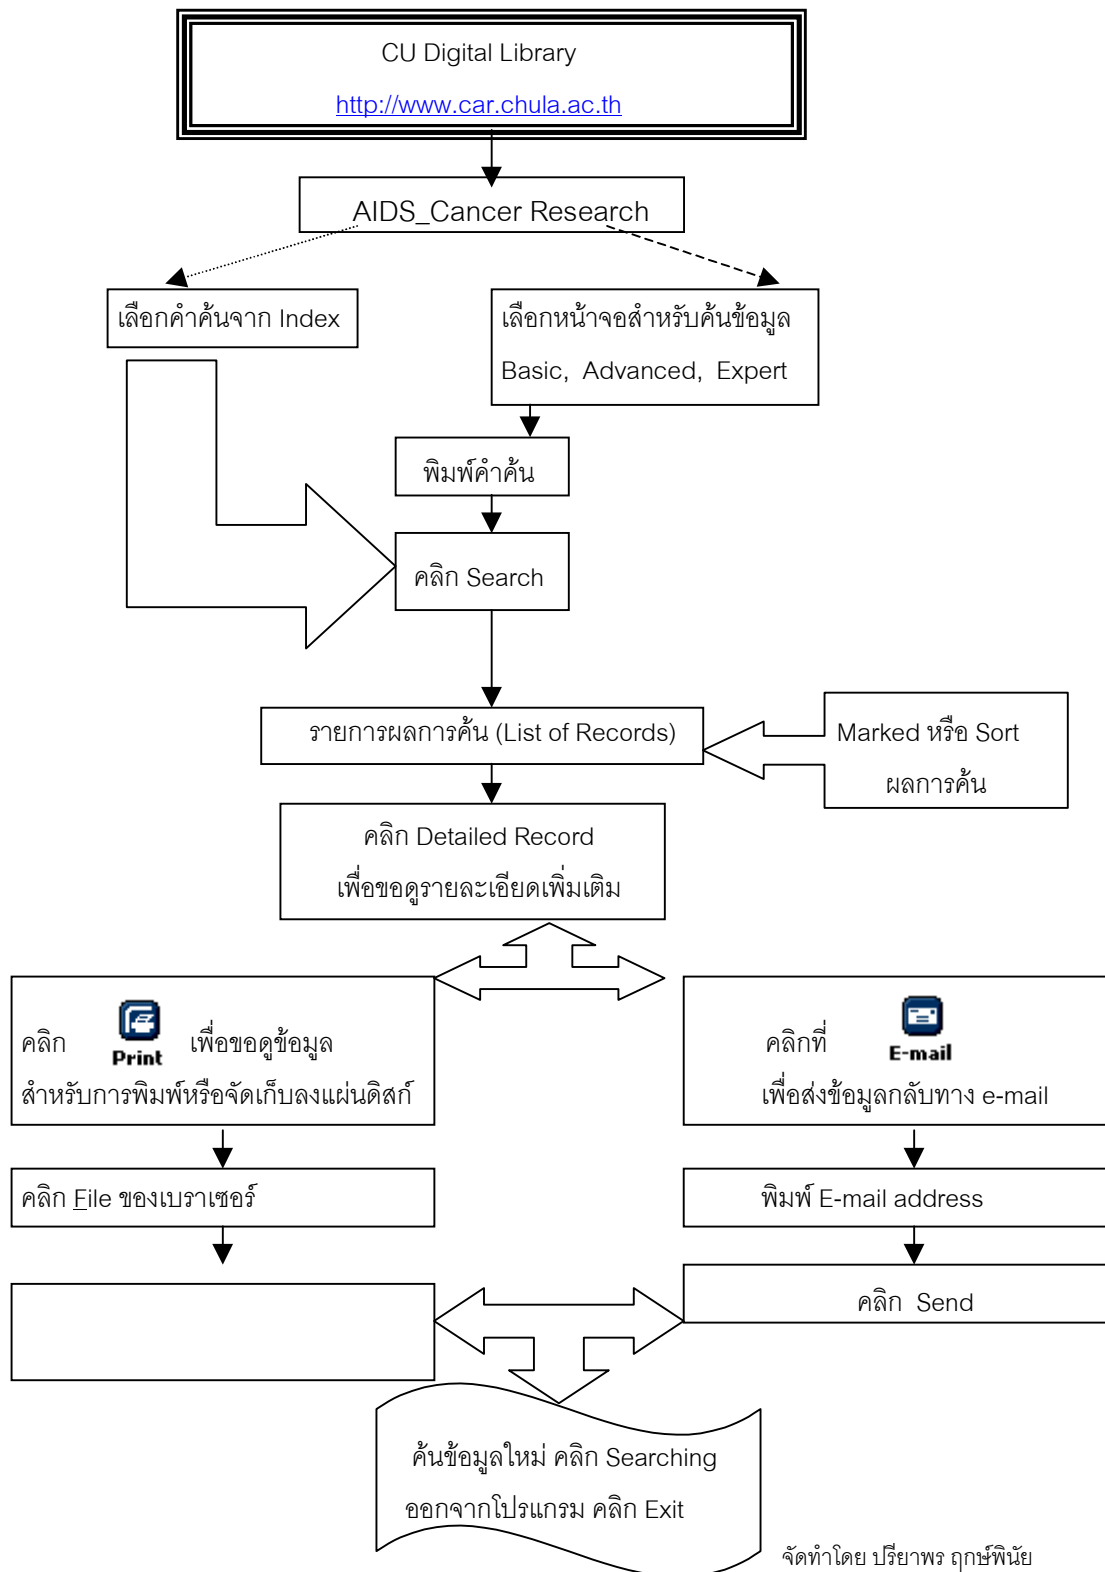 CU Digital Library
http://www.car.chula.ac.th
AIDS_Cancer Research
เลือกคำค้นจาก Index
เลือกหน้าจอสำหรับค้นข้อมูล
Basic, Advanced, Expert
พิมพ์คำค้น
คลิก Search
รายการผลการค้น (List of Records)
Marked หรือ Sort
ผลการค้น
คลิก Detailed Record
เพื่อขอดูรายละเอียดเพิ่มเติม
คลิก Print เพื่อขอดูข้อมูล
สำหรับการพิมพ์หรือจัดเก็บลงแผ่นดิสก์
คลิกที่ E-mail
เพื่อส่งข้อมูลกลับทาง e-mail
คลิก File ของเบราเซอร์
พิมพ์ E-mail address
คลิก Send
ค้นข้อมูลใหม่ คลิก Searching
ออกจากโปรแกรม คลิก Exit
จัดทำโดย ปรียาพร ฤกษ์พินัย